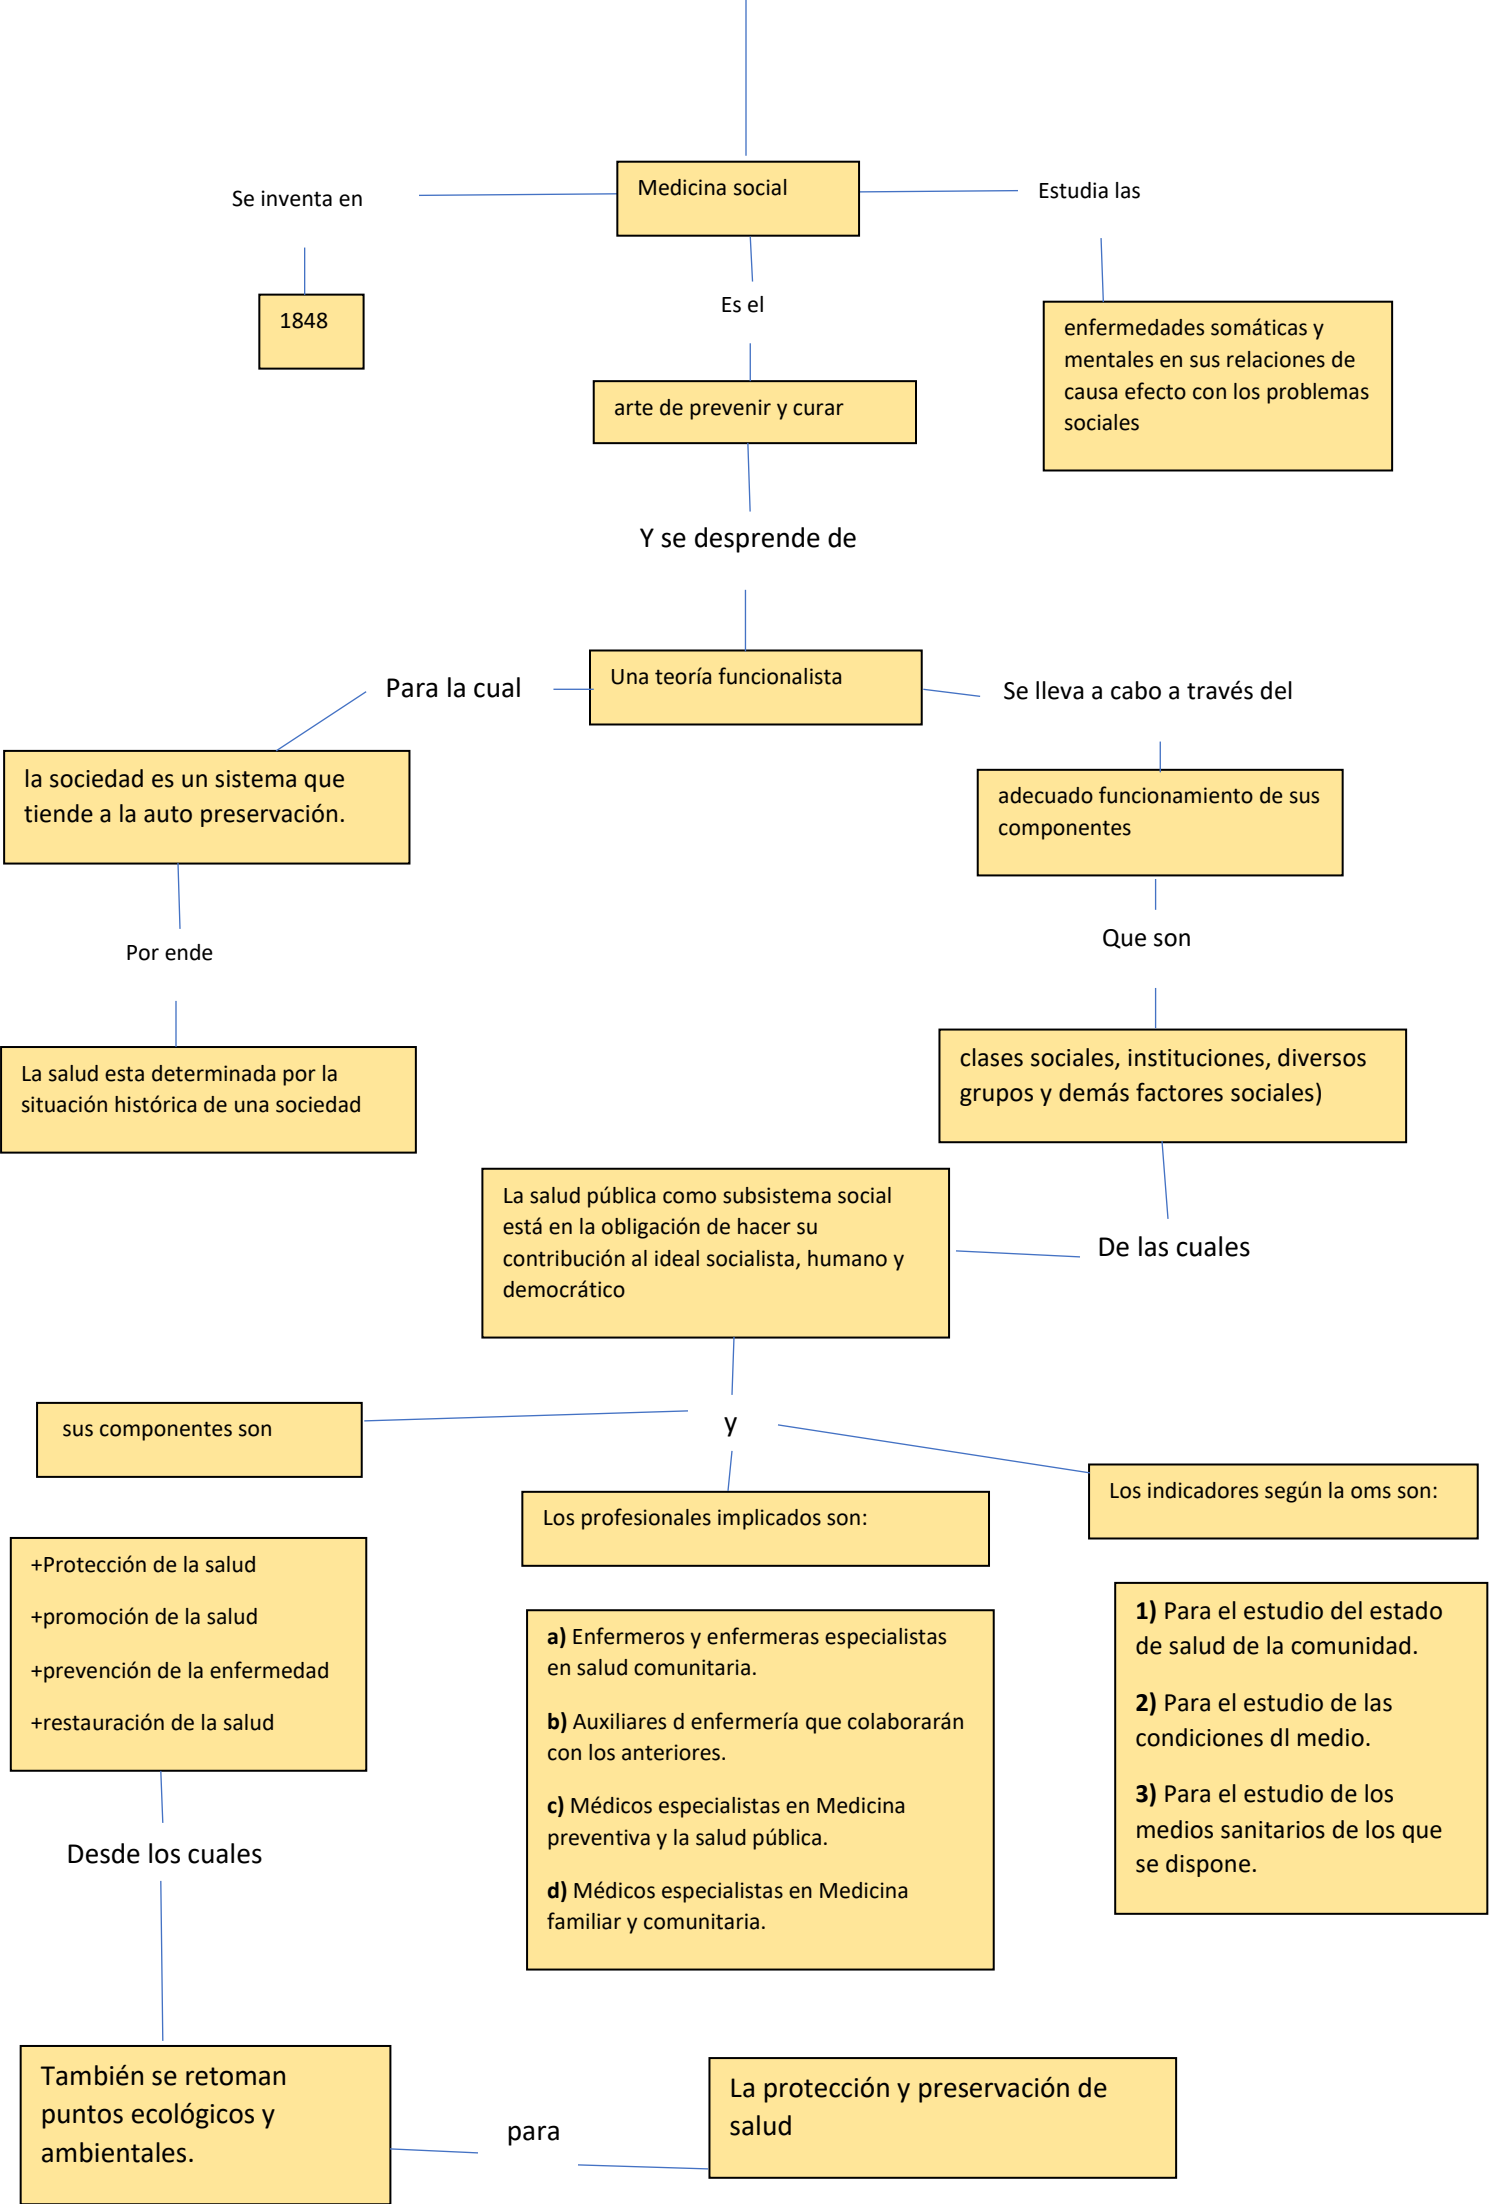 Medicina social
Se inventa en
Estudia las
1848
Es el
enfermedades somáticas y
mentales en sus relaciones de
causa efecto con los problemas
sociales
arte de prevenir y curar
Y se desprende de
Una teoría funcionalista
Para la cual
Se lleva a cabo a través del
la sociedad es un sistema que
tiende a la auto preservación.
adecuado funcionamiento de sus
componentes
Por ende
Que son
La salud esta determinada por la
situación histórica de una sociedad
clases sociales, instituciones, diversos
grupos y demás factores sociales)
De las cuales
La salud pública como subsistema social
está en la obligación de hacer su
contribución al ideal socialista, humano y
democrático
y
sus componentes son
Los profesionales implicados son:
Los indicadores según la oms son:
+Protección de la salud
+promoción de la salud
+prevención de la enfermedad
+restauración de la salud
a) Enfermeros y enfermeras especialistas
en salud comunitaria.
b) Auxiliares d enfermería que colaborarán
con los anteriores.
c) Médicos especialistas en Medicina
preventiva y la salud pública.
d) Médicos especialistas en Medicina
familiar y comunitaria.
1) Para el estudio del estado
de salud de la comunidad.
2) Para el estudio de las
condiciones dl medio.
3) Para el estudio de los
medios sanitarios de los que
se dispone.
Desde los cuales
También se retoman
puntos ecológicos y
ambientales.
para
La protección y preservación de
salud